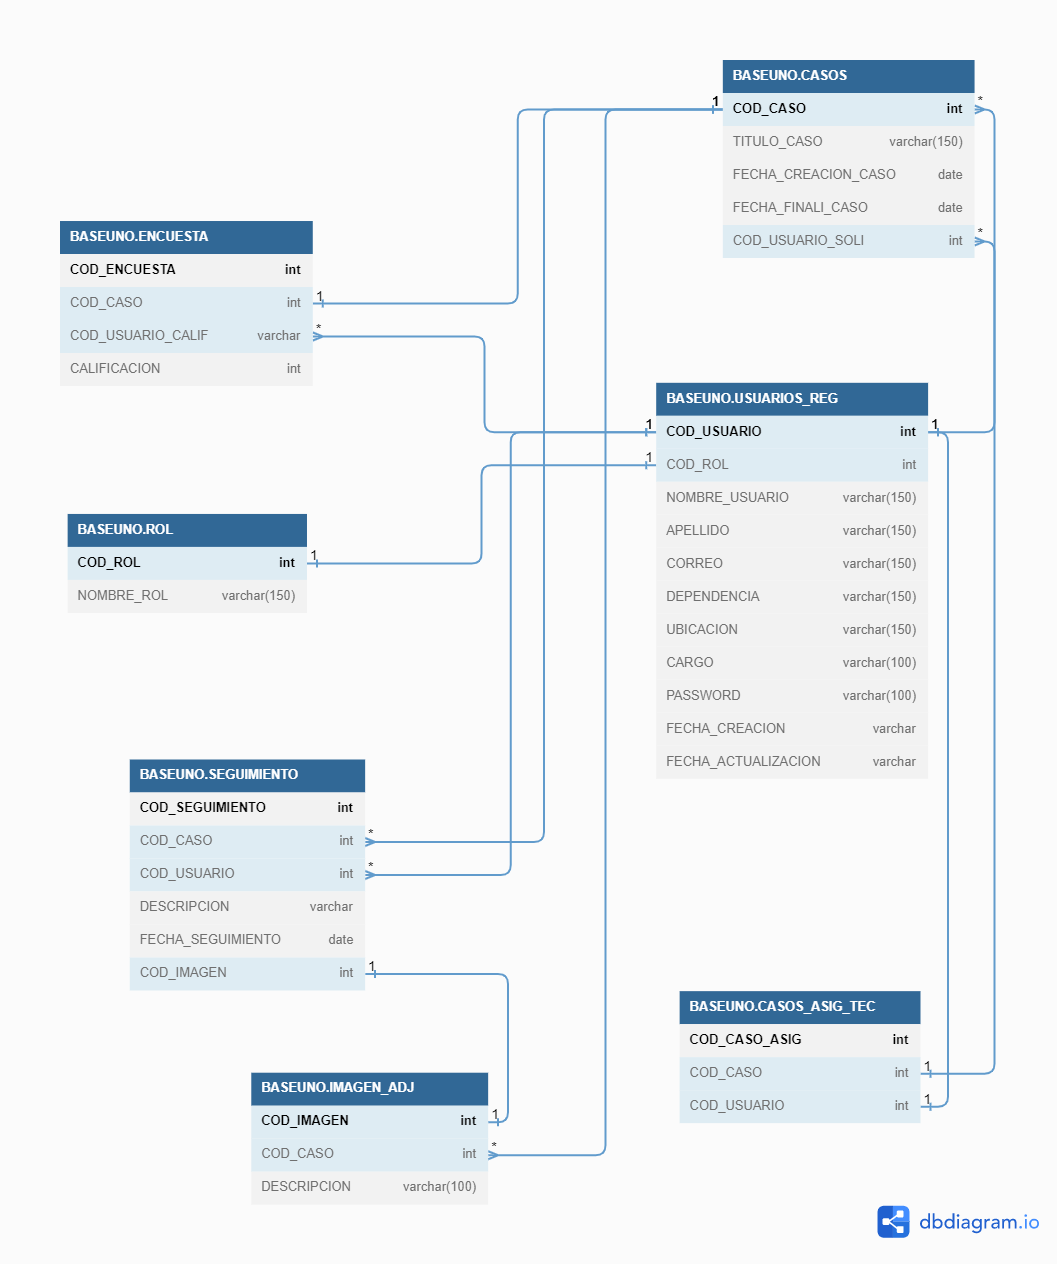 BASEUNO.CASOS
1 COD_CASO int *
TITULO_CASO varchar(150)
FECHA_CREACION_CASO date
FECHA_FINALI_CASO date
COD_USUARIO_SOLI int *
BASEUNO.ENCUESTA
COD_ENCUESTA int
COD_CASO int 1
COD_USUARIO_CALIF varchar *
CALIFICACION int
BASEUNO.USUARIOS_REG
1 COD_USUARIO int 1
1 COD_ROL int
NOMBRE_USUARIO varchar(150)
APELLIDO varchar(150)
CORREO varchar(150)
DEPENDENCIA varchar(150)
UBICACION varchar(150)
CARGO varchar(100)
PASSWORD varchar(100)
FECHA_CREACION varchar
FECHA_ACTUALIZACION varchar
BASEUNO.ROL
COD_ROL int 1
NOMBRE_ROL varchar(150)
BASEUNO.SEGUIMIENTO
COD_SEGUIMIENTO int
COD_CASO int *
COD_USUARIO int *
DESCRIPCION varchar
FECHA_SEGUIMIENTO date
COD_IMAGEN int 1
BASEUNO.CASOS_ASIG_TEC
COD_CASO_ASIG int
COD_CASO int 1
COD_USUARIO int 1
BASEUNO.IMAGEN_ADJ
COD_IMAGEN int 1
COD_CASO int *
DESCRIPCION varchar(100)
dbdiagram.io